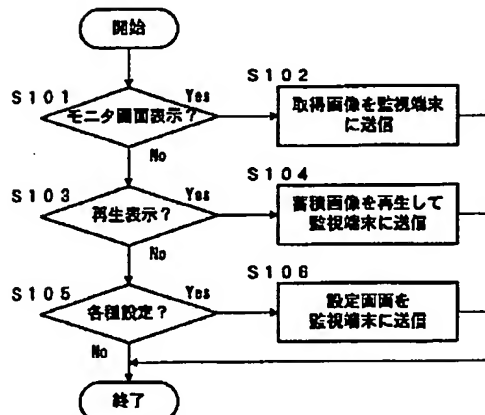 開始
S101
モニタ画面表示?
Yes
No
S102
取得画像を監視端末
に送信
S103
再生表示?
Yes
No
S104
蓄積画像を再生して
監視端末に送信
S105
各種設定?
Yes
No
S106
設定画面を
監視端末に送信
終了